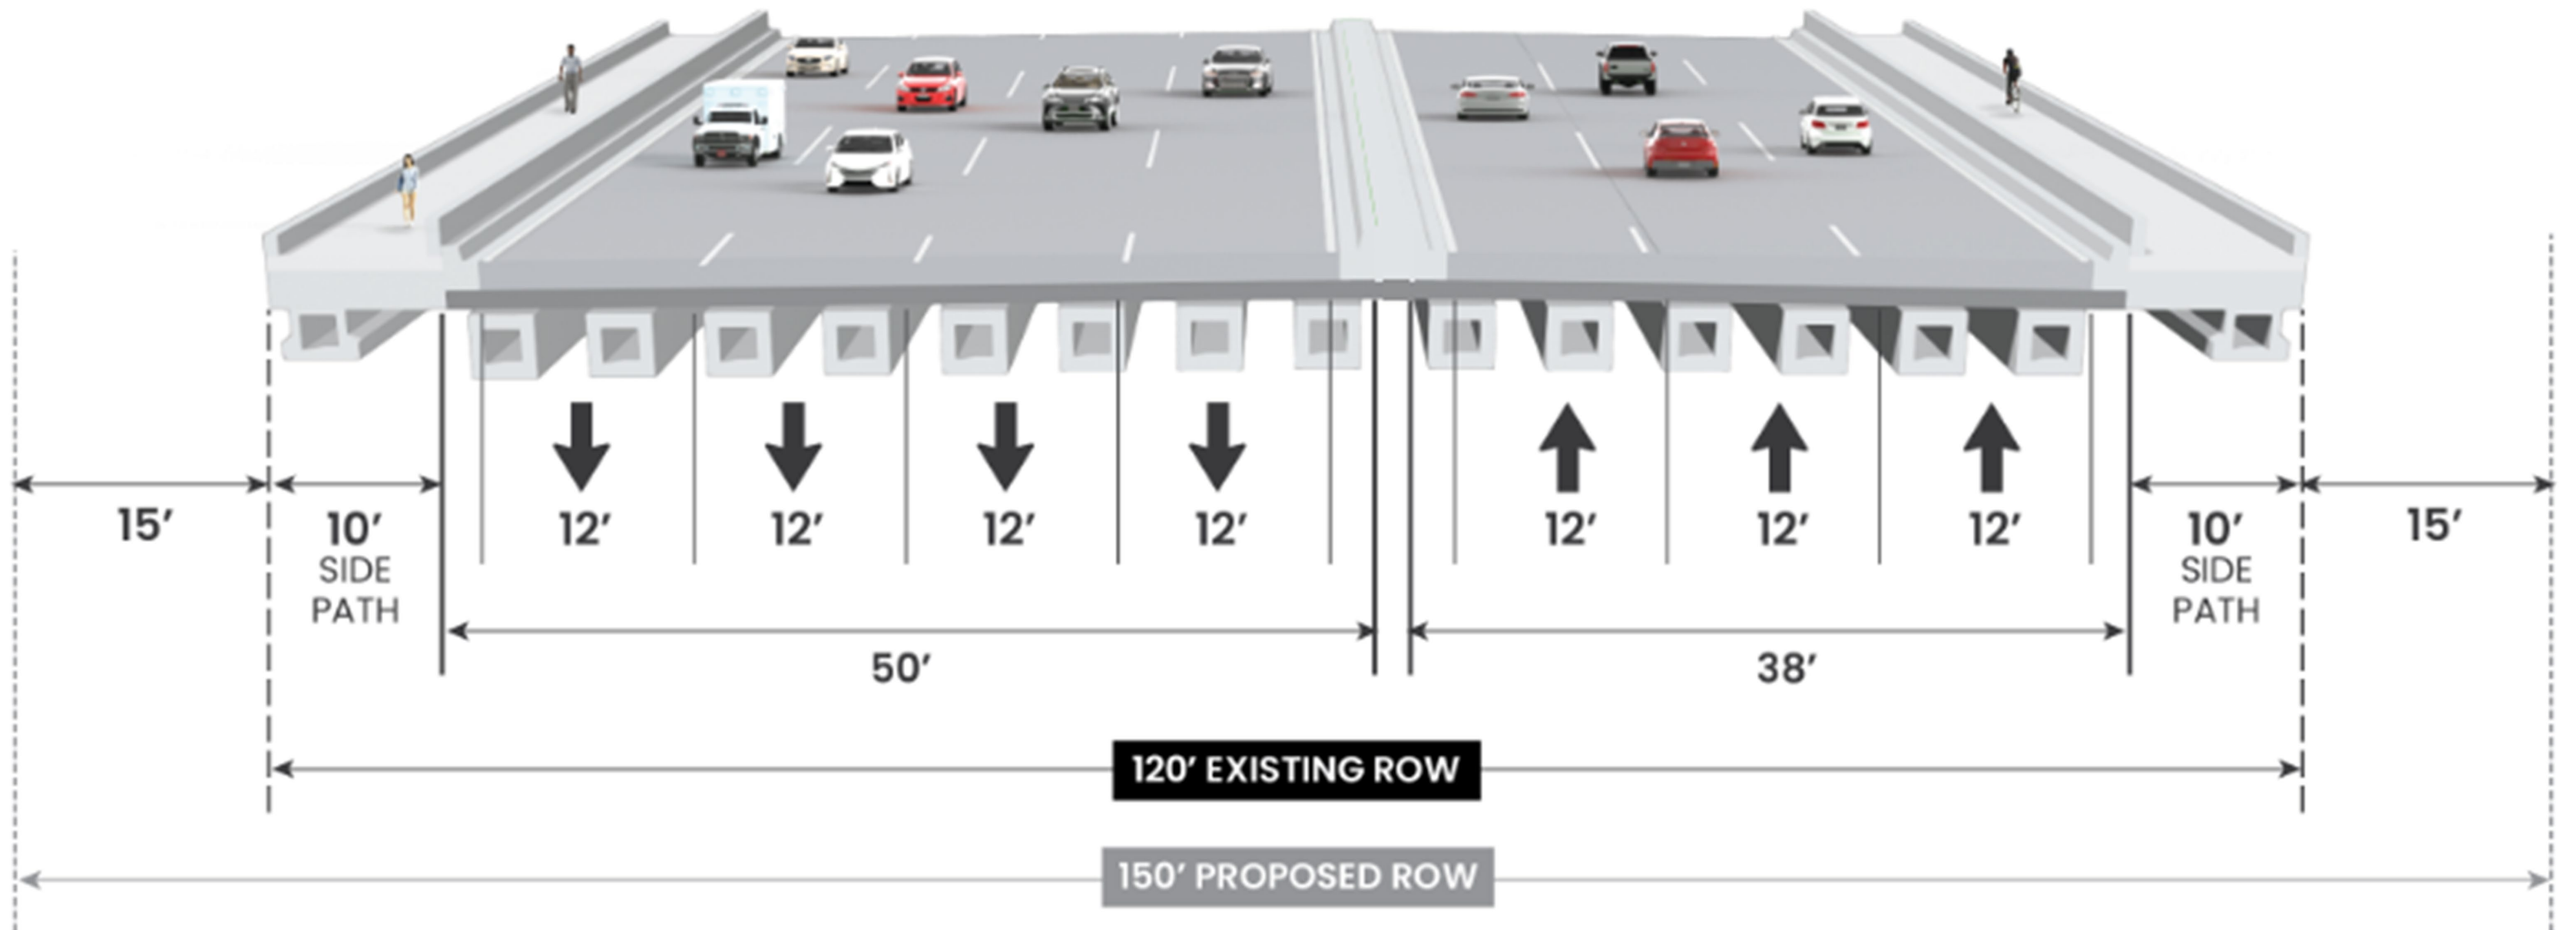 15’
10’
SIDE
PATH
12’
12’
12’
12’
12’
12’
12’
10’
SIDE
PATH
15’
50’
38’
120’ EXISTING ROW
150’ PROPOSED ROW